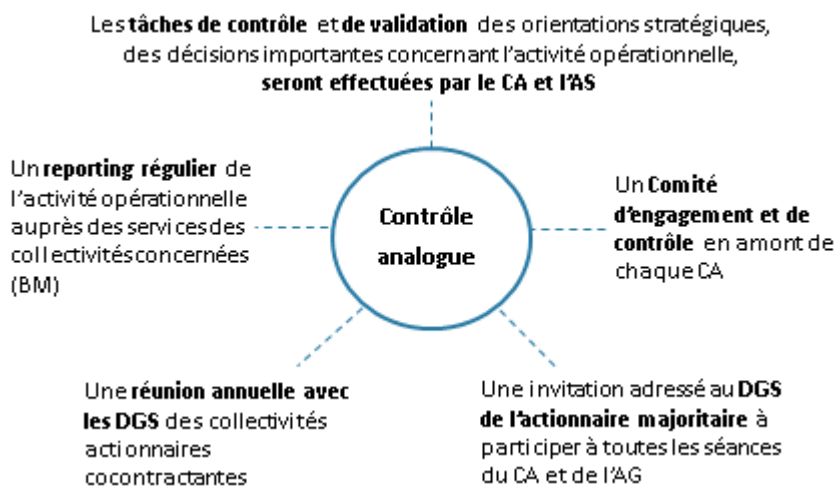 Les tâches de contrôle et de validation des orientations stratégiques,
des décisions importantes concernant l'activité opérationnelle,
seront effectuées par le CA et l'AS
Un reporting régulier de
l'activité opérationnelle
auprès des services des
collectivités concernées
(BM)
Contrôle
analogue
Un Comité
d'engagement et de
contrôle en amont de
chaque CA
Une réunion annuelle avec
les DGS des collectivités
actionnaires
cocontractantes
Une invitation adressé au DGS
de l'actionnaire majoritaire à
participer à toutes les séances
du CA et de l'AG